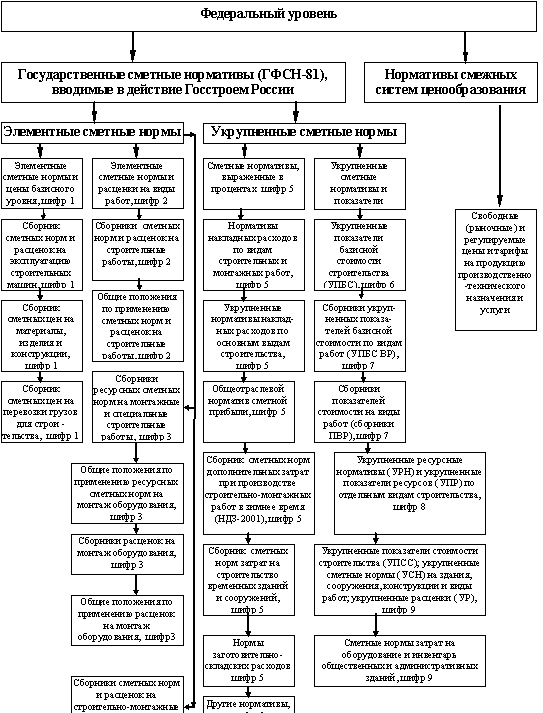 Федеральный уровень
Государственные сметные нормативы (ГФСН-81),
вводимые в действие Госстроем России
Нормативы смежных
систем ценообразования
Элементные сметные нормы
Укрупненные сметные нормы
Элементные
сметные нормы и
цены базисного
уровня, шифр 1
Элементные
сметные нормы и
расценки на виды
работ, шифр 2
Сметные нормативы,
выраженные в
процентах шифр 5
Укрупненные
сметные
нормативы и
показатели
Сборник
сметных норм и
расценок на
эксплуатацию
строительных
машин, шифр 1
Сборники сметных
норм и расценок на
строительные
работы, шифр 2
Нормативы
накладных расходов
по видам
строительных и
монтажных работ,
шифр 5
Укрупненные
показатели
базисной
стоимости
строительства
(УПБС), шифр 6
Свободные
(рыночные) и
регулируемые
цены и тарифы
на продукцию
производственно
-технического
назначения и
услуги
Сборник
сметных цен на
материалы,
изделия и
конструкции,
шифр 1
Общие положения
по применению
сметных норм и
расценок на
строительные
работы, шифр 2
Укрупненные
нормативы наклад-
ных расходов по
основным видам
строительства,
шифр 5
Сборники укруп-
ненных показа-
телей базисной
стоимости по видам
работ (УПБС ВР),
шифр 7
Сборник
сметных цен на
перевозки грузов
для строи -
тельства, шифр 1
Сборники
ресурсных сметных
норм на монтажные
и специальные
строительные
работы, шифр 3
Общеотраслевой
норматив сметной
прибыли, шифр 5
Сборники
показателей
стоимости на виды
работ (сборники
ПВР), шифр 7
Общие положения по
применению ресурсных
сметных норм на
монтаж оборудования,
шифр 3
Сборник сметных норм
дополнительных затрат
при производстве
строительно-монтажных
работ в зимнее время
(НДЗ-2001), шифр 5
Укрупненные ресурсные
нормативы (УРН) и укрупненные
показатели ресурсов (УПР) по
отдельным видам строительства,
шифр 8
Сборники расценок на
монтаж оборудования,
шифр 3
Сборник сметных
норм затрат на
строительство
временных зданий
и сооружений,
шифр 5
Укрупненные показатели стоимости
строительства (УПСС); укрупненные
сметные нормы (УСН) на здания,
сооружения, конструкции и виды
работ; укрупненные расценки (УР),
шифр 9
Общие положения по
применению расценок
на монтаж
оборудования, шифр3
Нормы
заготовительно-
складских расходов
шифр 5
Сметные нормы затрат на
оборудование и инвентарь
общественных и административных
зданий, шифр 9
Сборники сметных норм
и расценок на
строительно-монтажные
Другие нормативы,